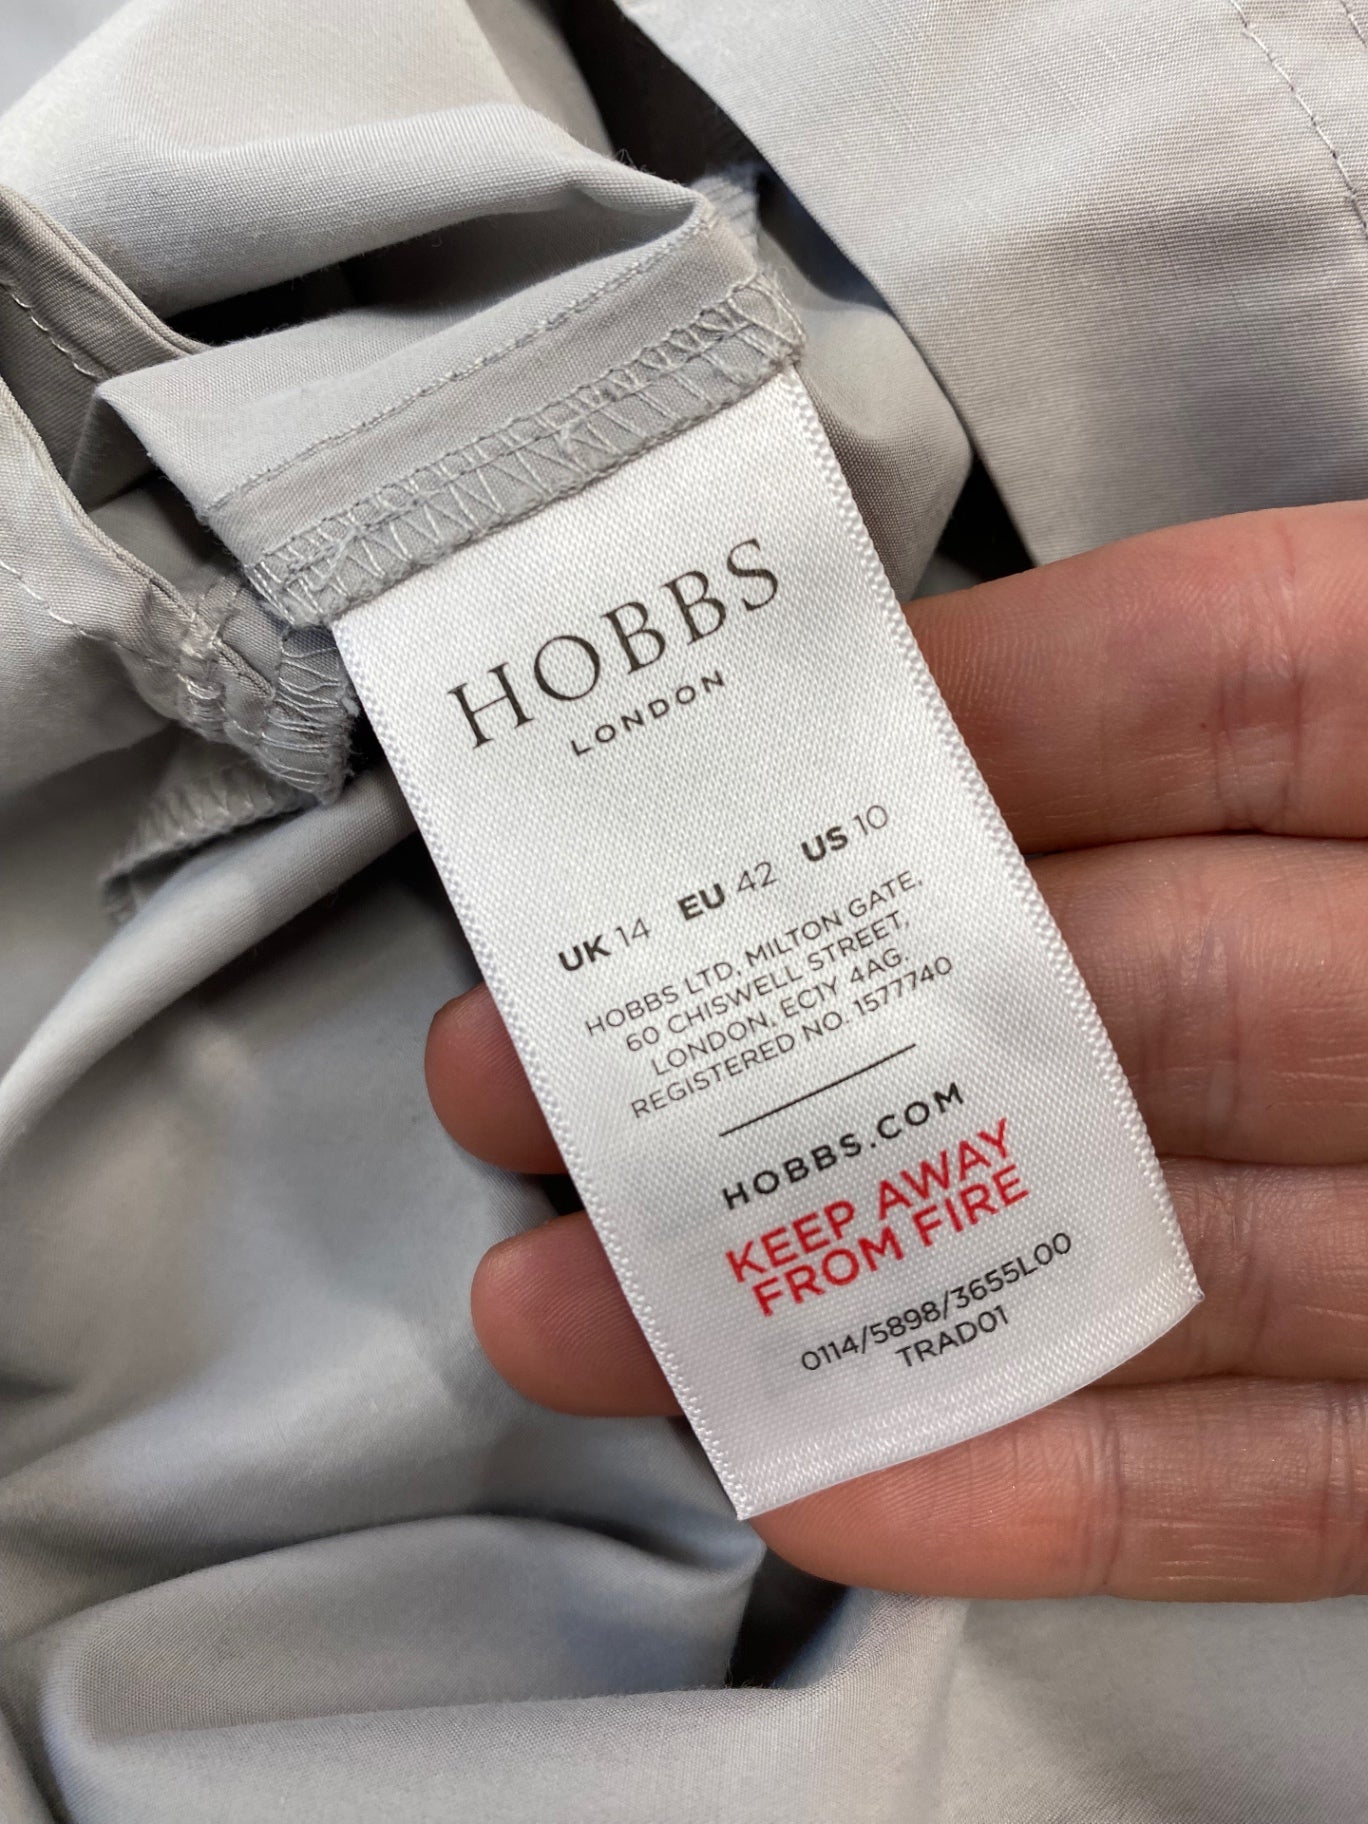 HOBBS
LONDON
UK 14 EU 42 US 10
HOBBS LTD, MILTON GATE,
60 CHISWELL STREET,
LONDON, EC1Y 4AG.
REGISTERED NO. 1577740
HOBBS.COM
KEEP AWAY
FROM FIRE
0114/5898/3655L00
TRAD01